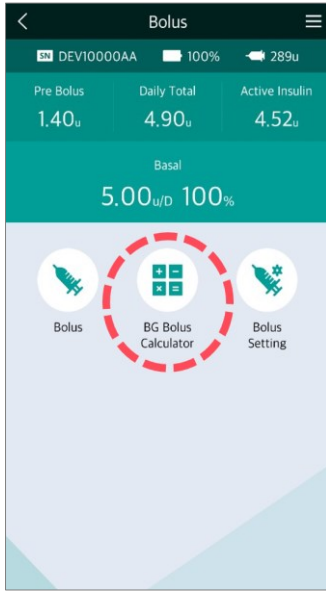 Bolus
SN DEV10000AA 100% 289u
Pre Bolus Daily Total Active Insulin
1.40u 4.90u 4.52u
Basal
5.00u/D 100%
+ − × =
Bolus BG Bolus Calculator Bolus Setting